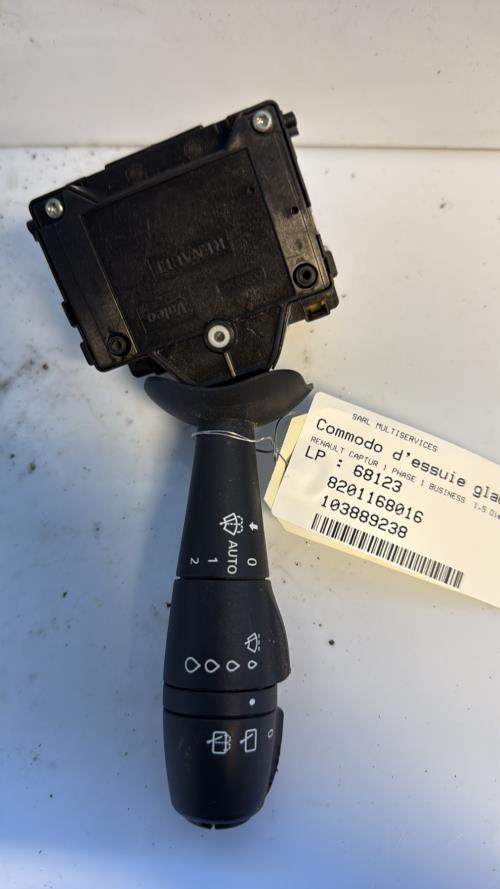 RENAULT
Valeo
SARL MULTISERVICES
Commodo d'essuie
RENAULT CAPTUR 1 PHASE 1 BUSINESS 1.5
LP : 68123
8201168016
103889238
0
AUTO
1
2